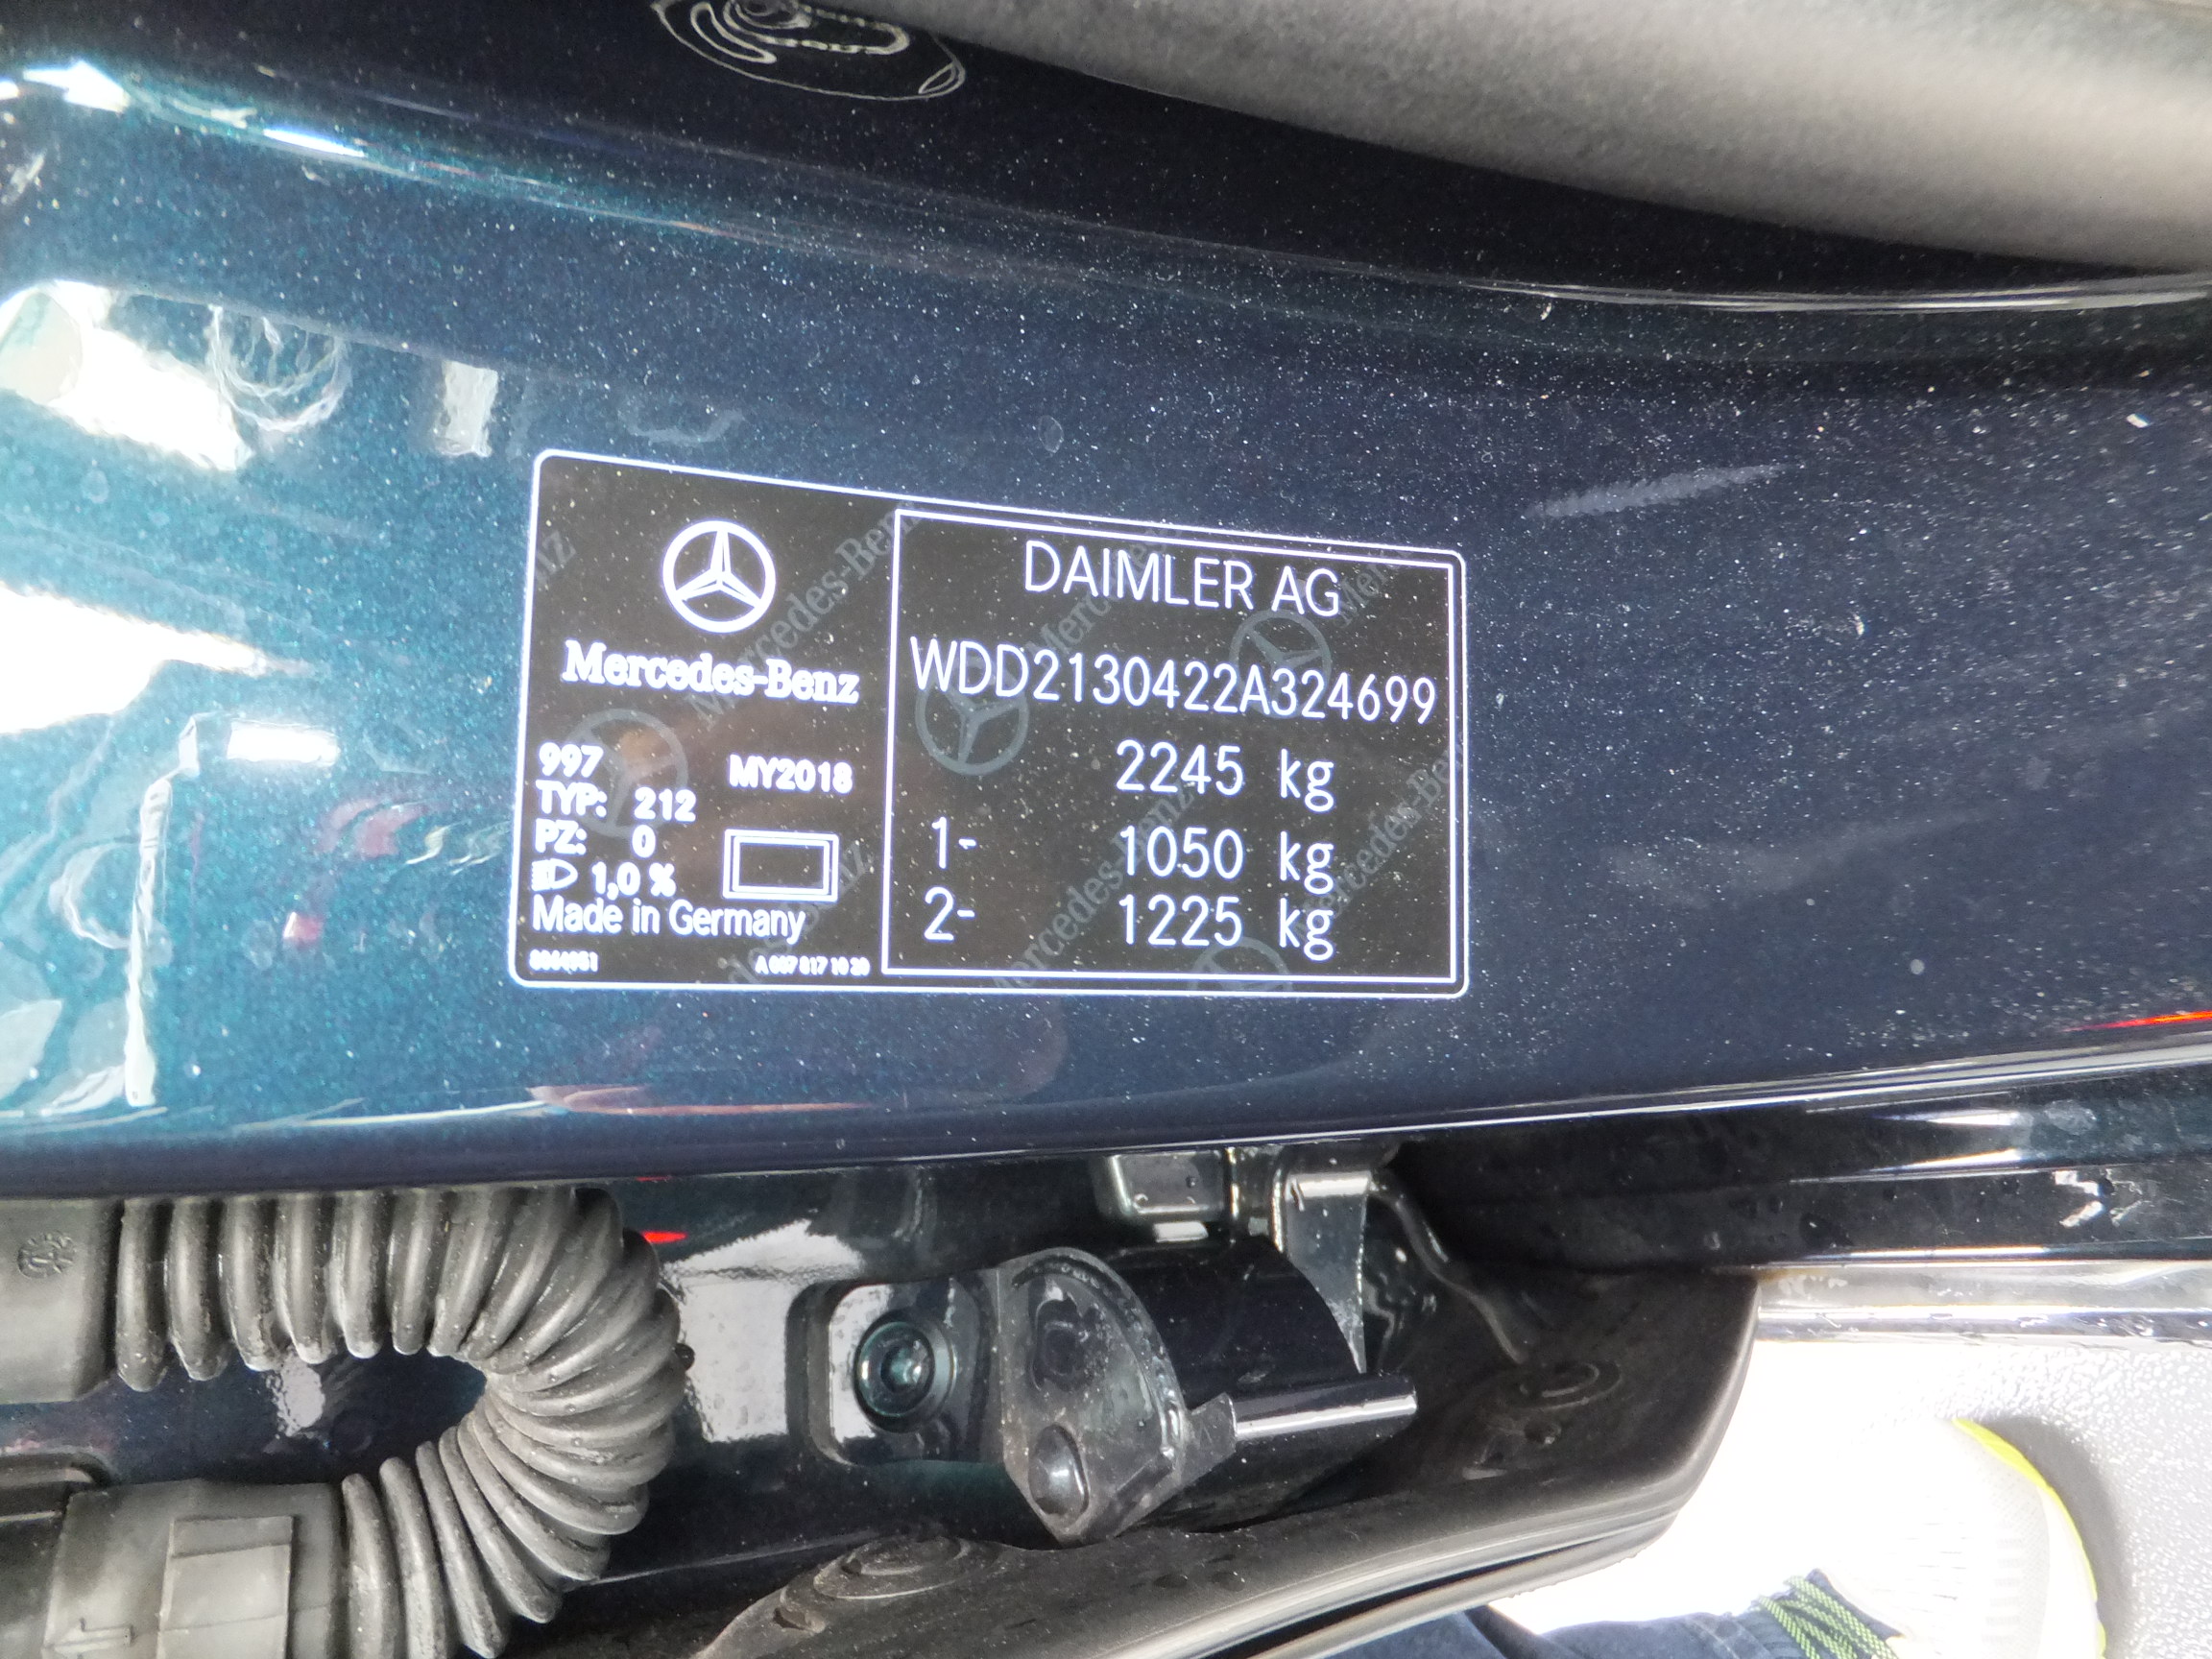 Mercedes-Benz
997 MY2018
TYP: 212
PZ: 0
1,0 %
Made in Germany
DAIMLER AG
WDD2130422A324699
2245 kg
1- 1050 kg
2- 1225 kg